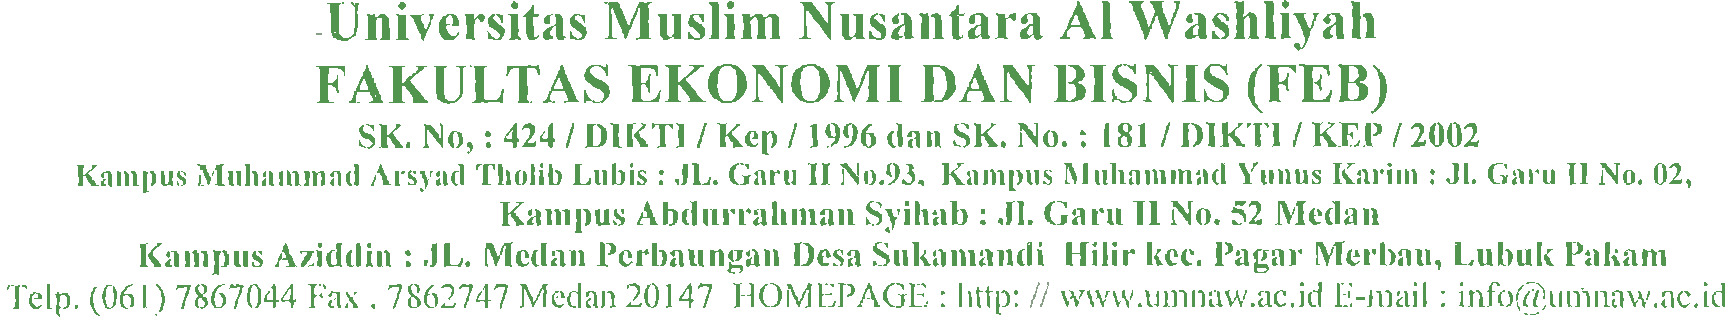 Universitas Muslim Nusantara Al Washliyah
FAKULTAS EKONOMI DAN BISNIS (FEB)
SK. No, : 424 / DIKTI / Kep / 1996 dan SK. No. : 181 / DIKTI / KEP / 2002
Kampus Muhammad Arsyad Tholib Lubis : JL. Garu II No.93, Kampus Muhammad Yunus Karim : Jl. Garu II No. 02,
Kampus Abdurrahman Syihab : Jl. Garu II No. 52 Medan
Kampus Aziddin : JL. Medan Perbaungan Desa Sukamandi Hilir kec. Pagar Merbau, Lubuk Pakam
Telp. (061) 7867044 Fax . 7862747 Medan 20147 HOMEPAGE : http: // www.umnaw.ac.id E-mail : info@umnaw.ac.id